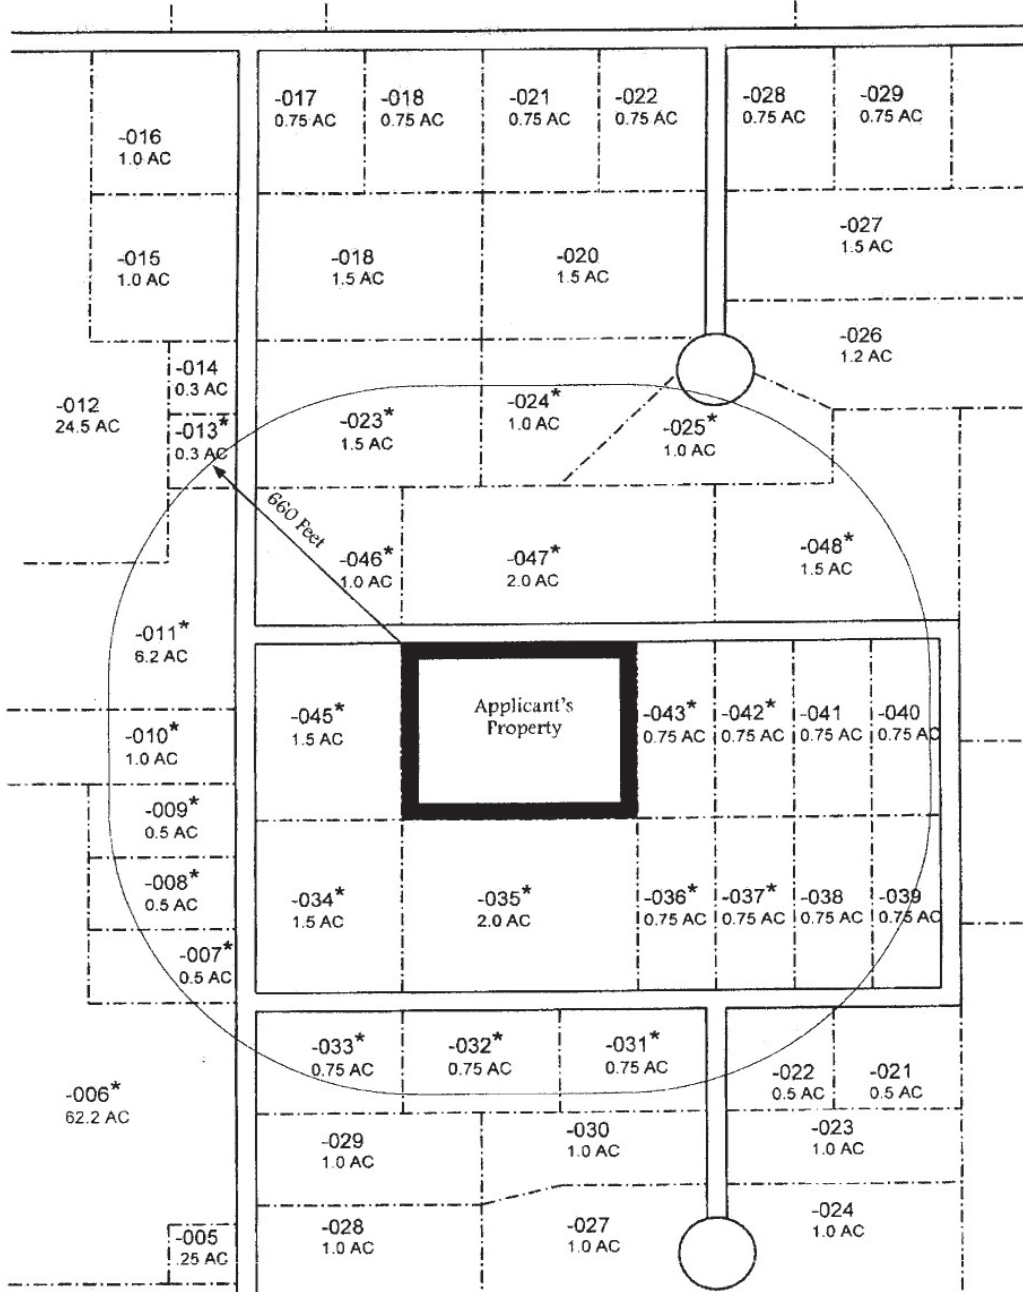 -017
0.75 AC
-018
0.75 AC
-021
0.75 AC
-022
0.75 AC
-028
0.75 AC
-029
0.75 AC
-016
1.0 AC
-015
1.0 AC
-018
1.5 AC
-020
1.5 AC
-027
1.5 AC
-026
1.2 AC
-014
0.3 AC
-013*
0.3 AC
-012
24.5 AC
-023*
1.5 AC
-024*
1.0 AC
-025*
1.0 AC
660 Feet
-046*
1.0 AC
-047*
2.0 AC
-048*
1.5 AC
-011*
6.2 AC
-010*
1.0 AC
-045*
1.5 AC
Applicant's
Property
-043*
0.75 AC
-042*
0.75 AC
-041
0.75 AC
-040
0.75 AC
-009*
0.5 AC
-008*
0.5 AC
-007*
0.5 AC
-034*
1.5 AC
-035*
2.0 AC
-036*
0.75 AC
-037*
0.75 AC
-038
0.75 AC
-039
0.75 AC
-033*
0.75 AC
-032*
0.75 AC
-031*
0.75 AC
-022
0.5 AC
-021
0.5 AC
-006*
62.2 AC
-029
1.0 AC
-030
1.0 AC
-023
1.0 AC
-005
.25 AC
-028
1.0 AC
-027
1.0 AC
-024
1.0 AC